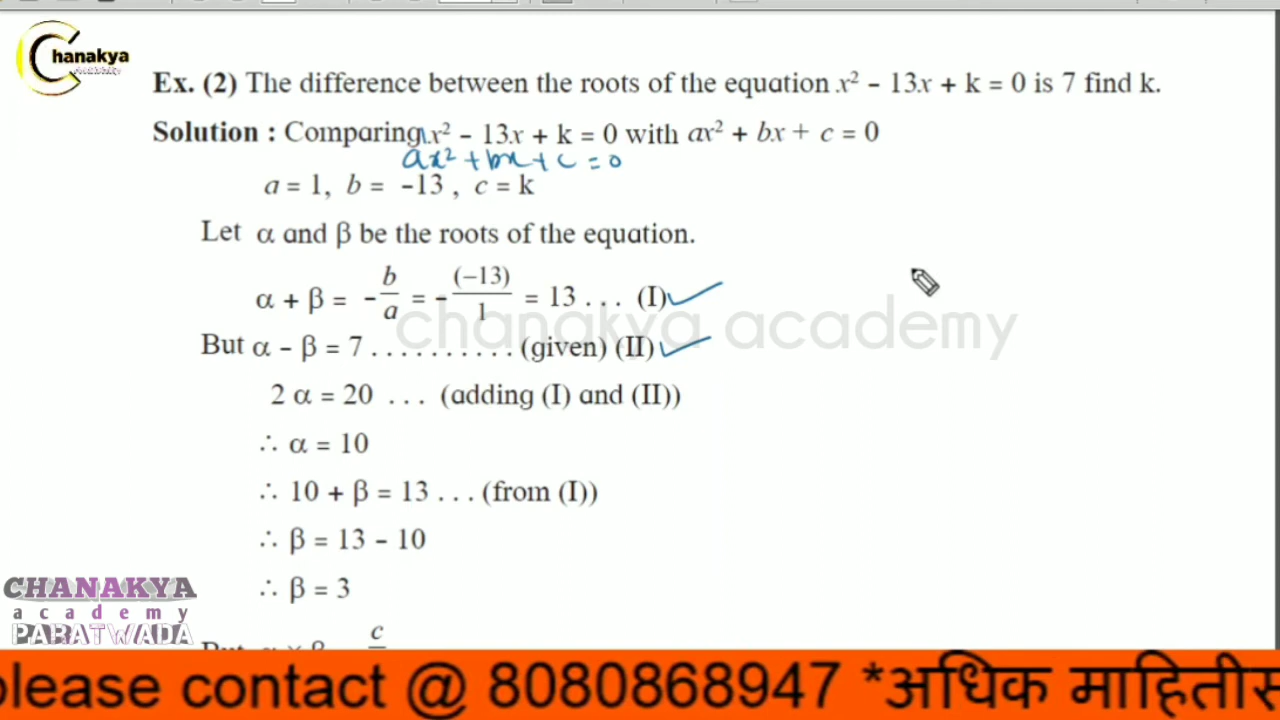 Chanakya
Ex. (2) The difference between the roots of the equation x² - 13x + k = 0 is 7 find k.
Solution : Comparing x² - 13x + k = 0 with ax² + bx + c = 0
ax² + bx + c = 0
a = 1, b = -13 , c = k
Let α and β be the roots of the equation.
α + β = - b/a = - (-13)/1 = 13 . . . (I)
chanakya academy
But α - β = 7 . . . . . . . . . . (given) (II)
2 α = 20 . . . (adding (I) and (II))
∴ α = 10
∴ 10 + β = 13 . . . (from (I))
∴ β = 13 - 10
∴ β = 3
CHANAKYA
academy
PARATWADA
c
please contact @ 8080868947 *अधिक माहितीस